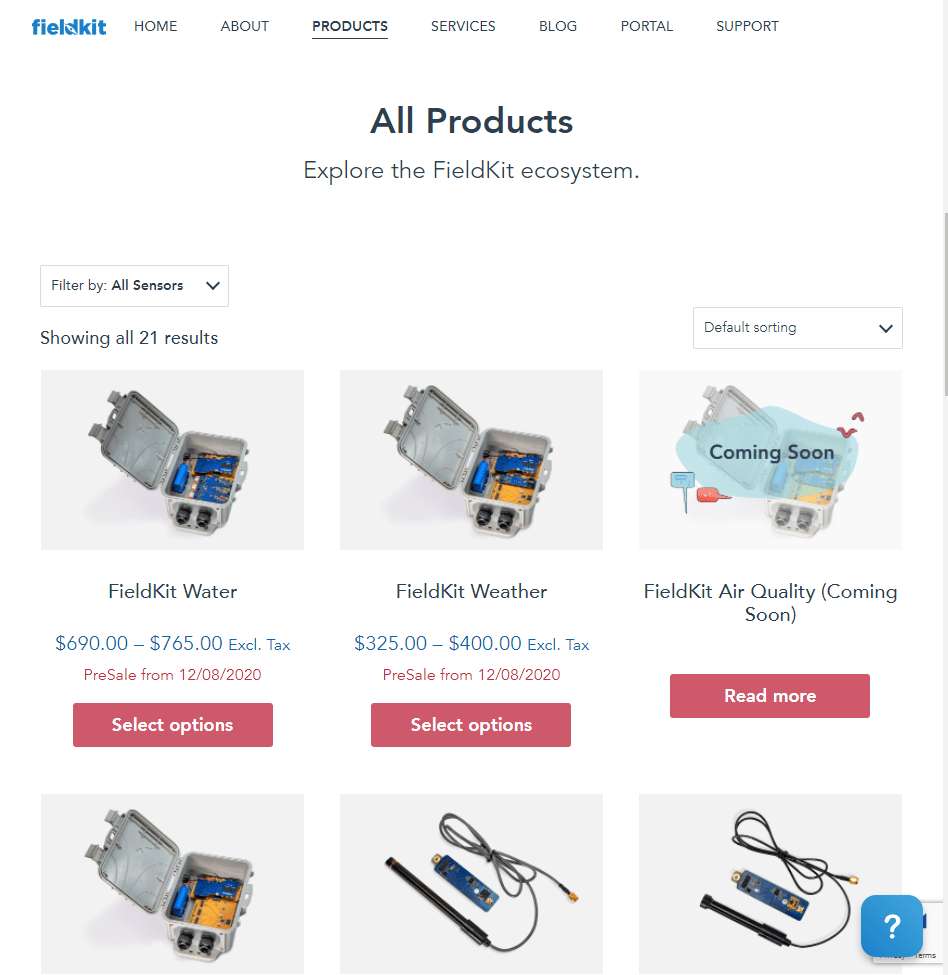 fieldkit HOME ABOUT PRODUCTS SERVICES BLOG PORTAL SUPPORT
All Products
Explore the FieldKit ecosystem.
Filter by: All Sensors
Default sorting
Showing all 21 results
Coming Soon
FieldKit Water
$690.00 – $765.00 Excl. Tax
PreSale from 12/08/2020
Select options
FieldKit Weather
$325.00 – $400.00 Excl. Tax
PreSale from 12/08/2020
Select options
FieldKit Air Quality (Coming
Soon)
Read more
?
Terms